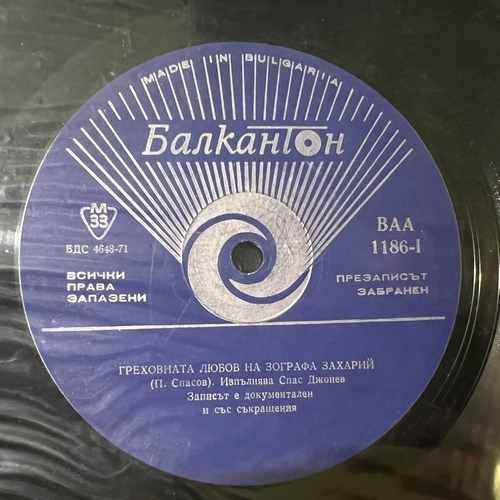 MADE IN BULGARIA
Балкантон
М
33
БДС 4648-71
ВАА
1186-I
ВСИЧКИ
ПРАВА
ЗАПАЗЕНИ
ПРЕЗАПИСЪТ
ЗАБРАНЕН
ГРЕХОВНАТА ЛЮБОВ НА ЗОГРАФА ЗАХАРИЙ
(П. Спасов). Изпълнява Спас Джонев
Записът е документален
и със съкращения